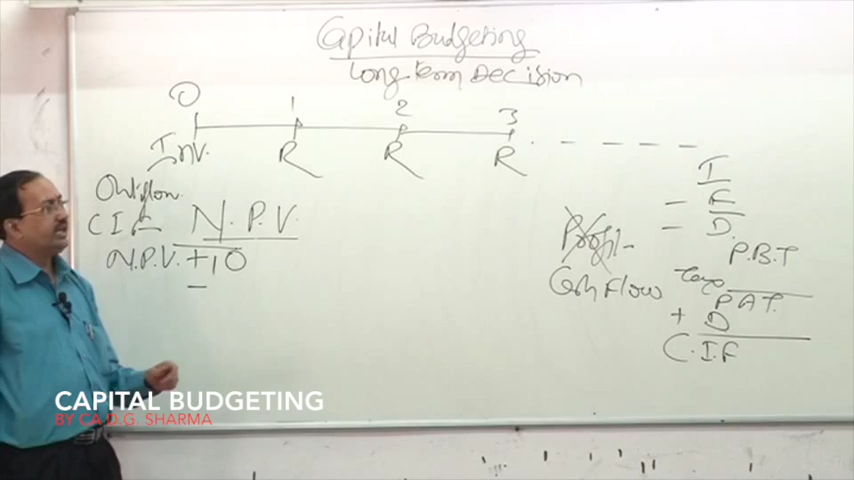 Capital Budgeting
Long Term Decision
0 1 2 3
Inv. R R R
Outflow
CIF N.P.V.
N.P.V. +10
-
I
- E
- D
P.B.T
Profit
Cash Flow
P A T.
+ D
C.I.F
CAPITAL BUDGETING
BY CA D.G. SHARMA